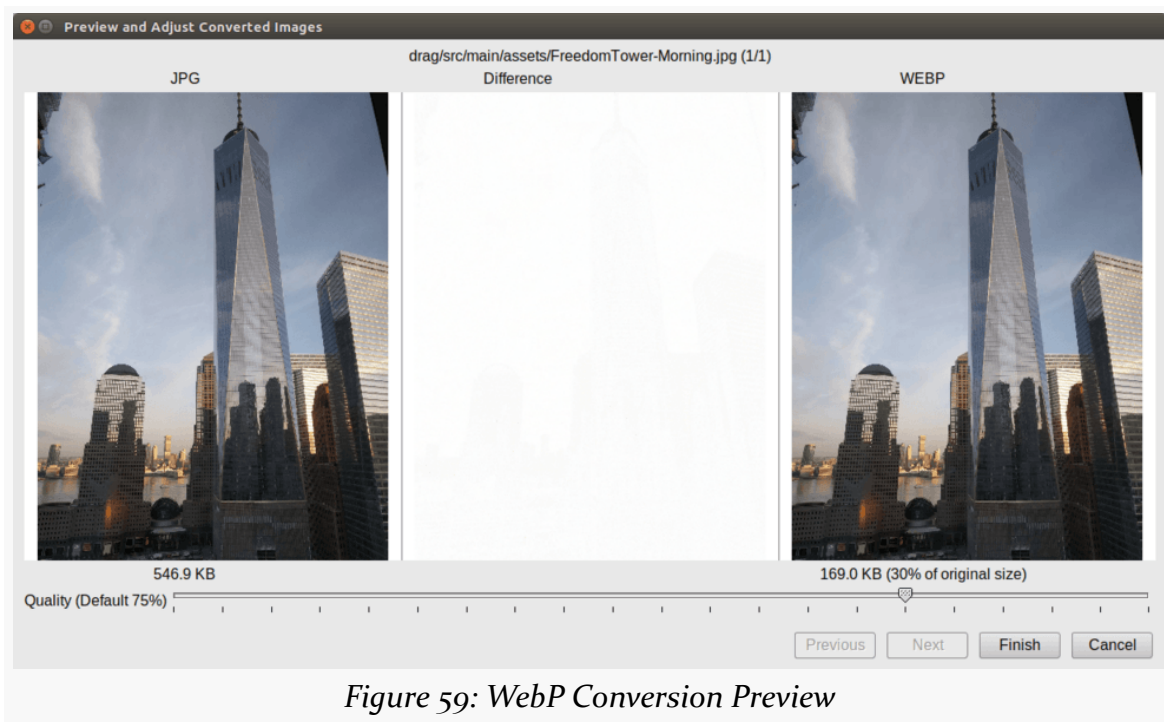 Preview and Adjust Converted Images
drag/src/main/assets/FreedomTower-Morning.jpg (1/1)
JPG Difference WEBP
546.9 KB 169.0 KB (30% of original size)
Quality (Default 75%)
Previous Next Finish Cancel
Figure 59: WebP Conversion Preview